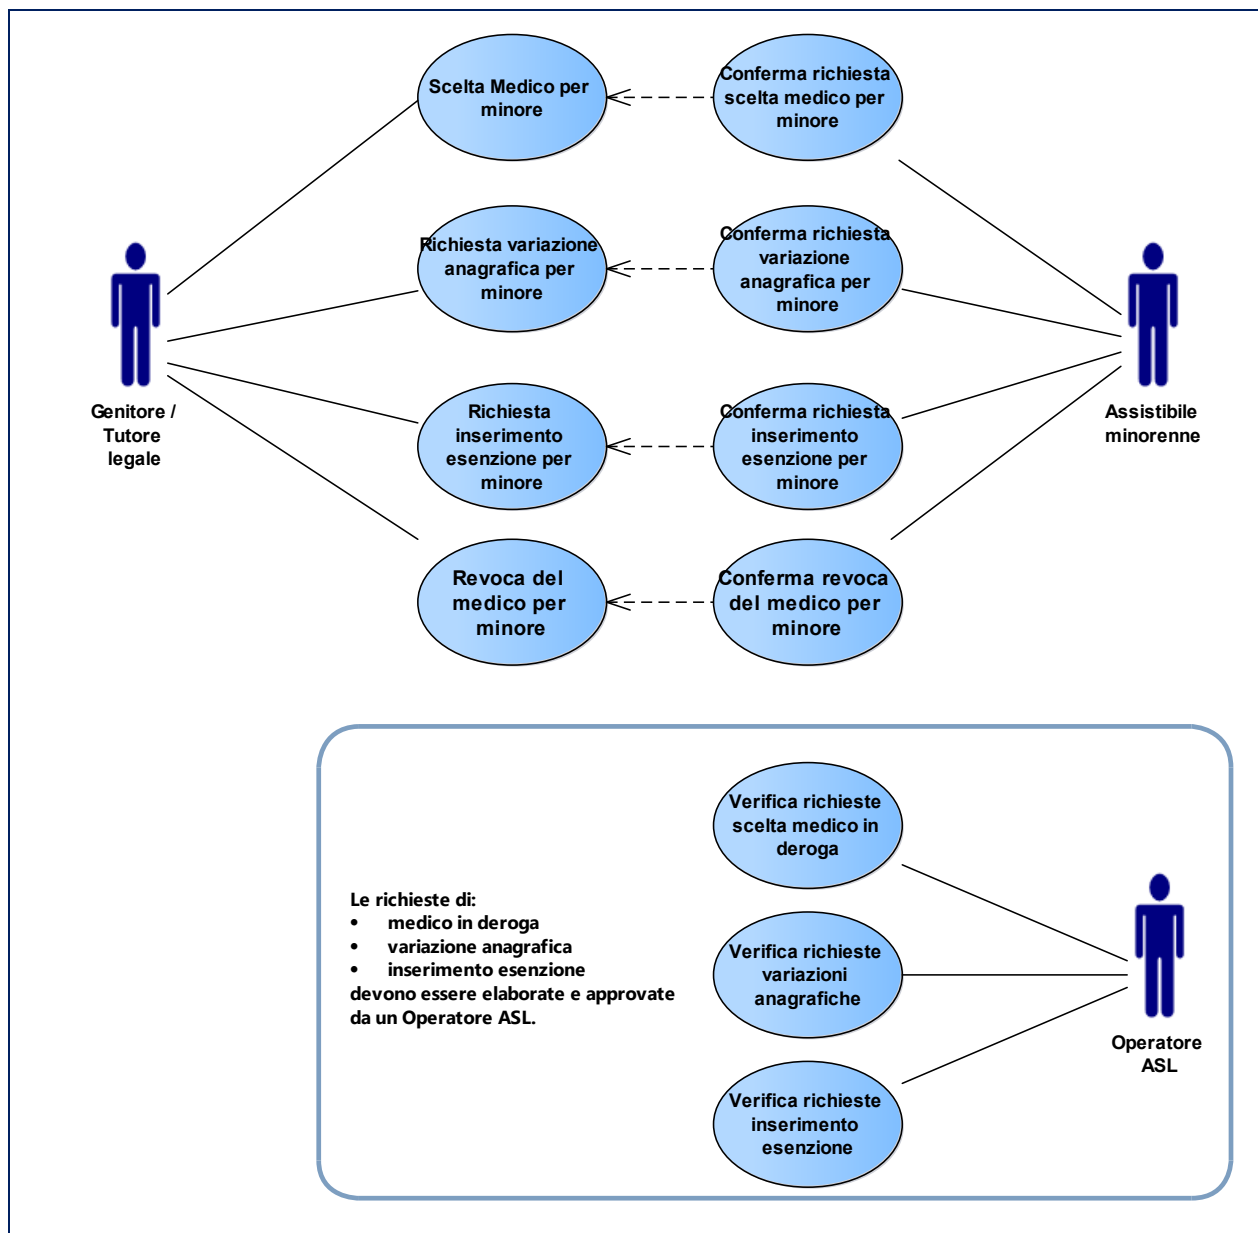 Scelta Medico per
minore
Conferma richiesta
scelta medico per
minore
Richiesta variazione
anagrafica per
minore
Conferma richiesta
variazione
anagrafica per
minore
Genitore /
Tutore
legale
Richiesta
inserimento
esenzione per
minore
Conferma richiesta
inserimento
esenzione per
minore
Assistibile
minorenne
Revoca del
medico per
minore
Conferma revoca
del medico per
minore
Verifica richieste
scelta medico in
deroga
Le richieste di:
• medico in deroga
• variazione anagrafica
• inserimento esenzione
devono essere elaborate e approvate
da un Operatore ASL.
Verifica richieste
variazioni
anagrafiche
Operatore
ASL
Verifica richieste
inserimento
esenzione